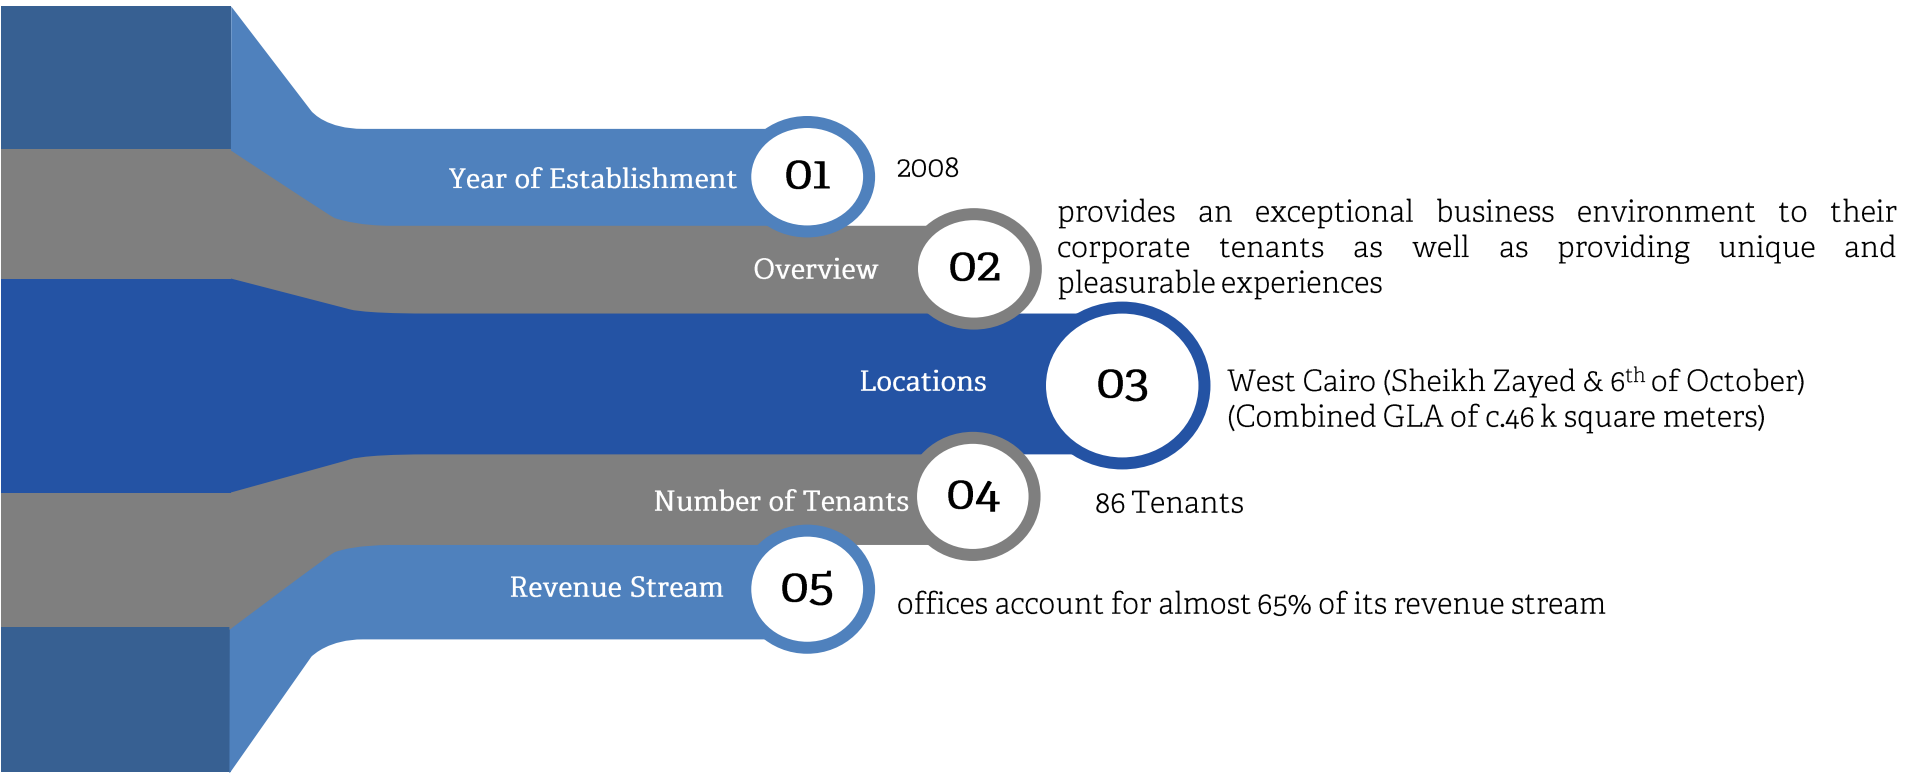 Year of Establishment
01
2008
Overview
02
provides an exceptional business environment to their
corporate tenants as well as providing unique and
pleasurable experiences
Locations
03
West Cairo (Sheikh Zayed & 6th of October)
(Combined GLA of c.46 k square meters)
Number of Tenants
04
86 Tenants
Revenue Stream
05
offices account for almost 65% of its revenue stream